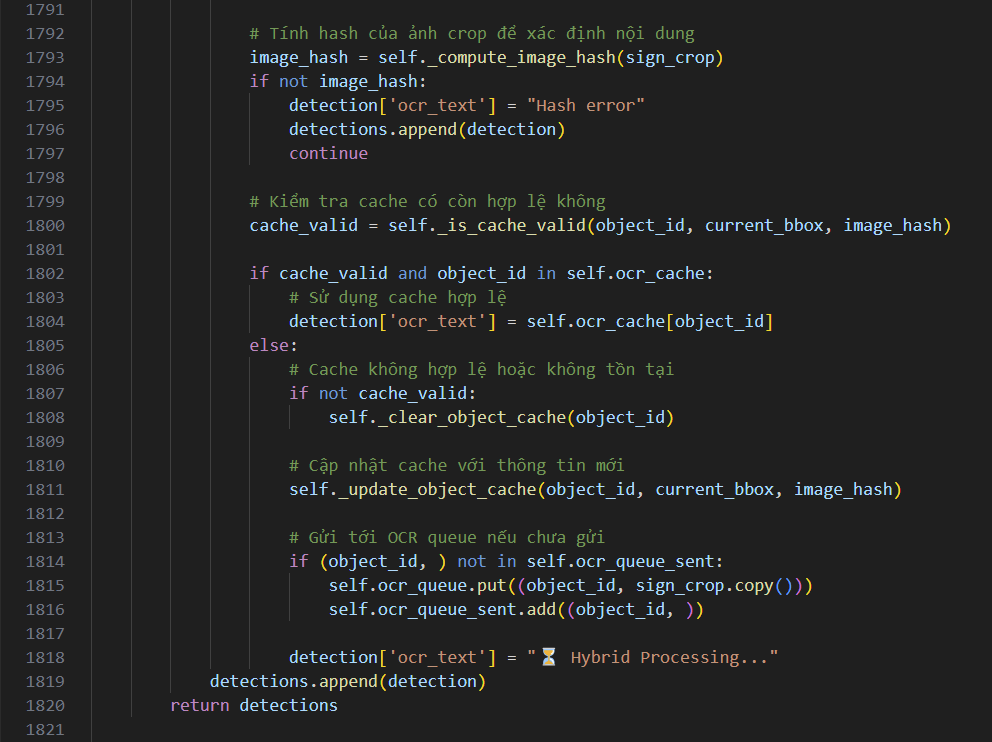 1791
1792 # Tính hash của ảnh crop để xác định nội dung
1793 image_hash = self._compute_image_hash(sign_crop)
1794 if not image_hash:
1795 detection['ocr_text'] = "Hash error"
1796 detections.append(detection)
1797 continue
1798
1799 # Kiểm tra cache có còn hợp lệ không
1800 cache_valid = self._is_cache_valid(object_id, current_bbox, image_hash)
1801
1802 if cache_valid and object_id in self.ocr_cache:
1803 # Sử dụng cache hợp lệ
1804 detection['ocr_text'] = self.ocr_cache[object_id]
1805 else:
1806 # Cache không hợp lệ hoặc không tồn tại
1807 if not cache_valid:
1808 self._clear_object_cache(object_id)
1809
1810 # Cập nhật cache với thông tin mới
1811 self._update_object_cache(object_id, current_bbox, image_hash)
1812
1813 # Gửi tới OCR queue nếu chưa gửi
1814 if (object_id, ) not in self.ocr_queue_sent:
1815 self.ocr_queue.put((object_id, sign_crop.copy()))
1816 self.ocr_queue_sent.add((object_id, ))
1817
1818 detection['ocr_text'] = "⏳ Hybrid Processing..."
1819 detections.append(detection)
1820 return detections
1821